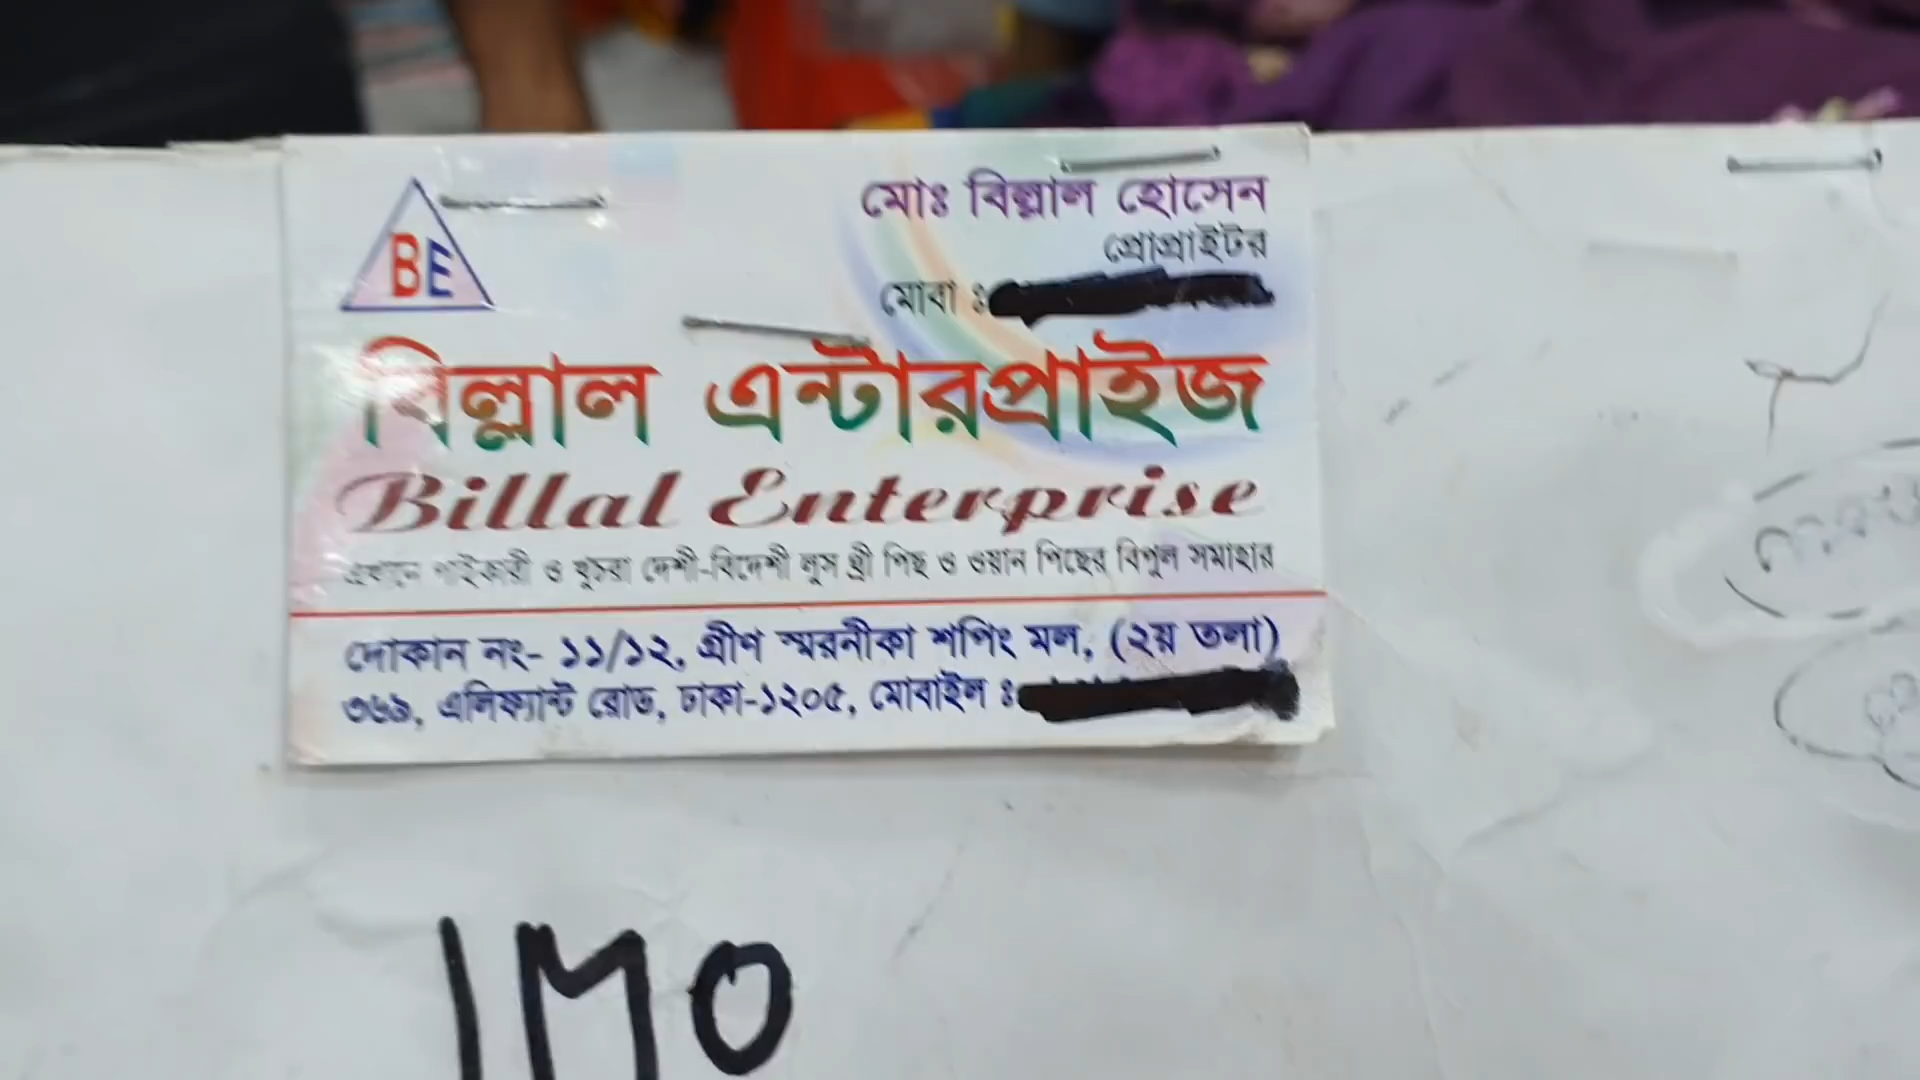 BE
মোঃ বিল্লাল হোসেন
প্রোপ্রাইটর
মোবা ঃ
বিল্লাল এন্টারপ্রাইজ
Billal Enterprise
এখানে পাইকারী ও খুচরা দেশী-বিদেশী লুস থ্রী পিছ ও ওয়ান পিছের বিপুল সমাহার
দোকান নং- ১১/১২, গ্রীণ স্মরনীকা শপিং মল, (২য় তলা)
৩৬৯, এলিফ্যান্ট রোড, ঢাকা-১২০৫, মোবাইল ঃ
IMO